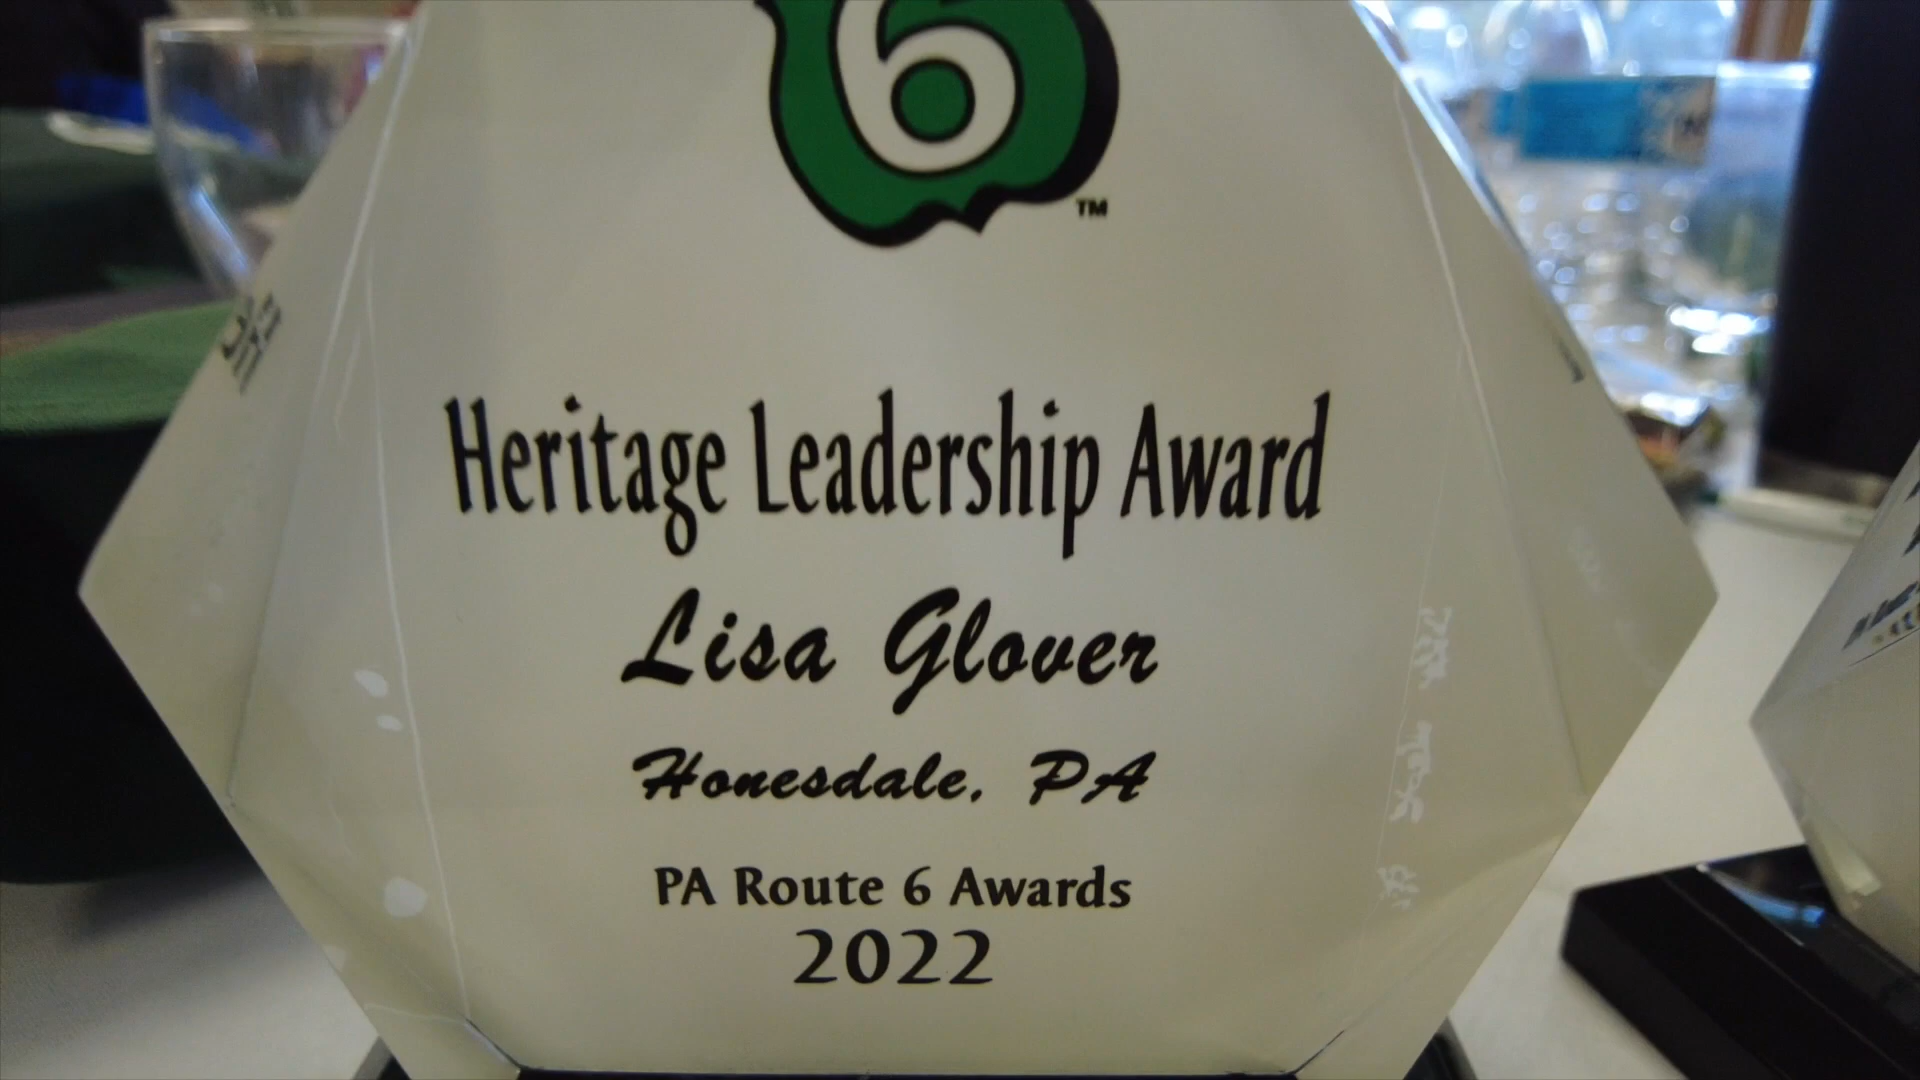 6
TM
Heritage Leadership Award
Lisa Glover
Honesdale, PA
PA Route 6 Awards
2022